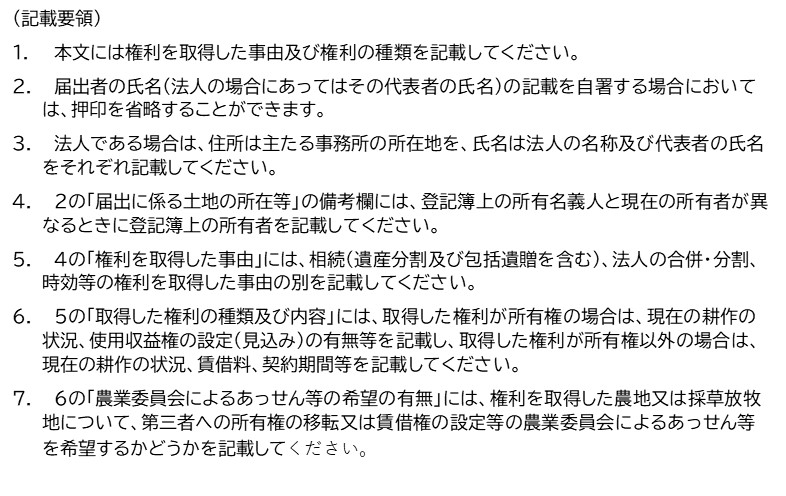 （記載要領）
１． 本文には権利を取得した事由及び権利の種類を記載してください。
２． 届出者の氏名（法人の場合にあってはその代表者の氏名）の記載を自署する場合において
は、押印を省略することができます。
３． 法人である場合は、住所は主たる事務所の所在地を、氏名は法人の名称及び代表者の氏名
をそれぞれ記載してください。
４． ２の「届出に係る土地の所在等」の備考欄には、登記簿上の所有名義人と現在の所有者が異
なるときに登記簿上の所有者を記載してください。
５． ４の「権利を取得した事由」には、相続（遺産分割及び包括遺贈を含む）、法人の合併・分割、
時効等の権利を取得した事由の別を記載してください。
６． ５の「取得した権利の種類及び内容」には、取得した権利が所有権の場合は、現在の耕作の
状況、使用収益権の設定（見込み）の有無等を記載し、取得した権利が所有権以外の場合は、
現在の耕作の状況、賃借料、契約期間等を記載してください。
７． ６の「農業委員会によるあっせん等の希望の有無」には、権利を取得した農地又は採草放牧
地について、第三者への所有権の移転又は賃借権の設定等の農業委員会によるあっせん等
を希望するかどうかを記載してください。